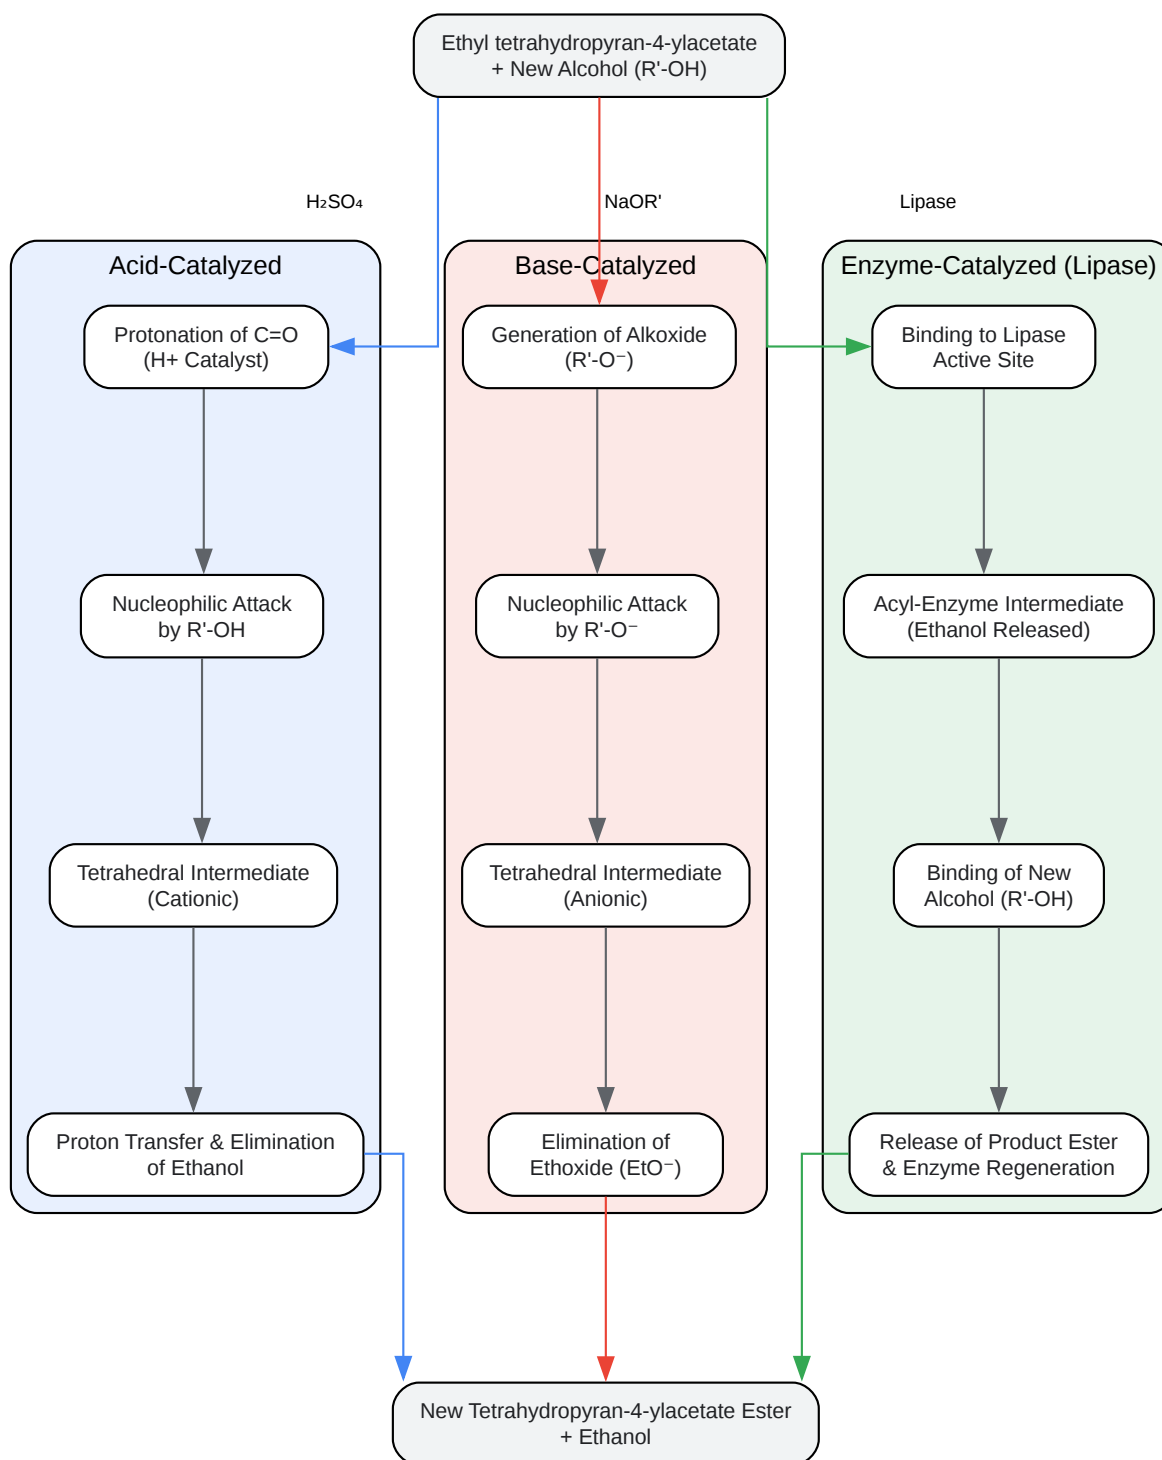 Ethyl tetrahydropyran-4-ylacetate
+ New Alcohol (R'-OH)
H₂SO₄
NaOR'
Lipase
Acid-Catalyzed
Protonation of C=O
(H+ Catalyst)
Nucleophilic Attack
by R'-OH
Tetrahedral Intermediate
(Cationic)
Proton Transfer & Elimination
of Ethanol
Base-Catalyzed
Generation of Alkoxide
(R'-O⁻)
Nucleophilic Attack
by R'-O⁻
Tetrahedral Intermediate
(Anionic)
Elimination of
Ethoxide (EtO⁻)
Enzyme-Catalyzed (Lipase)
Binding to Lipase
Active Site
Acyl-Enzyme Intermediate
(Ethanol Released)
Binding of New
Alcohol (R'-OH)
Release of Product Ester
& Enzyme Regeneration
New Tetrahydropyran-4-ylacetate Ester
+ Ethanol